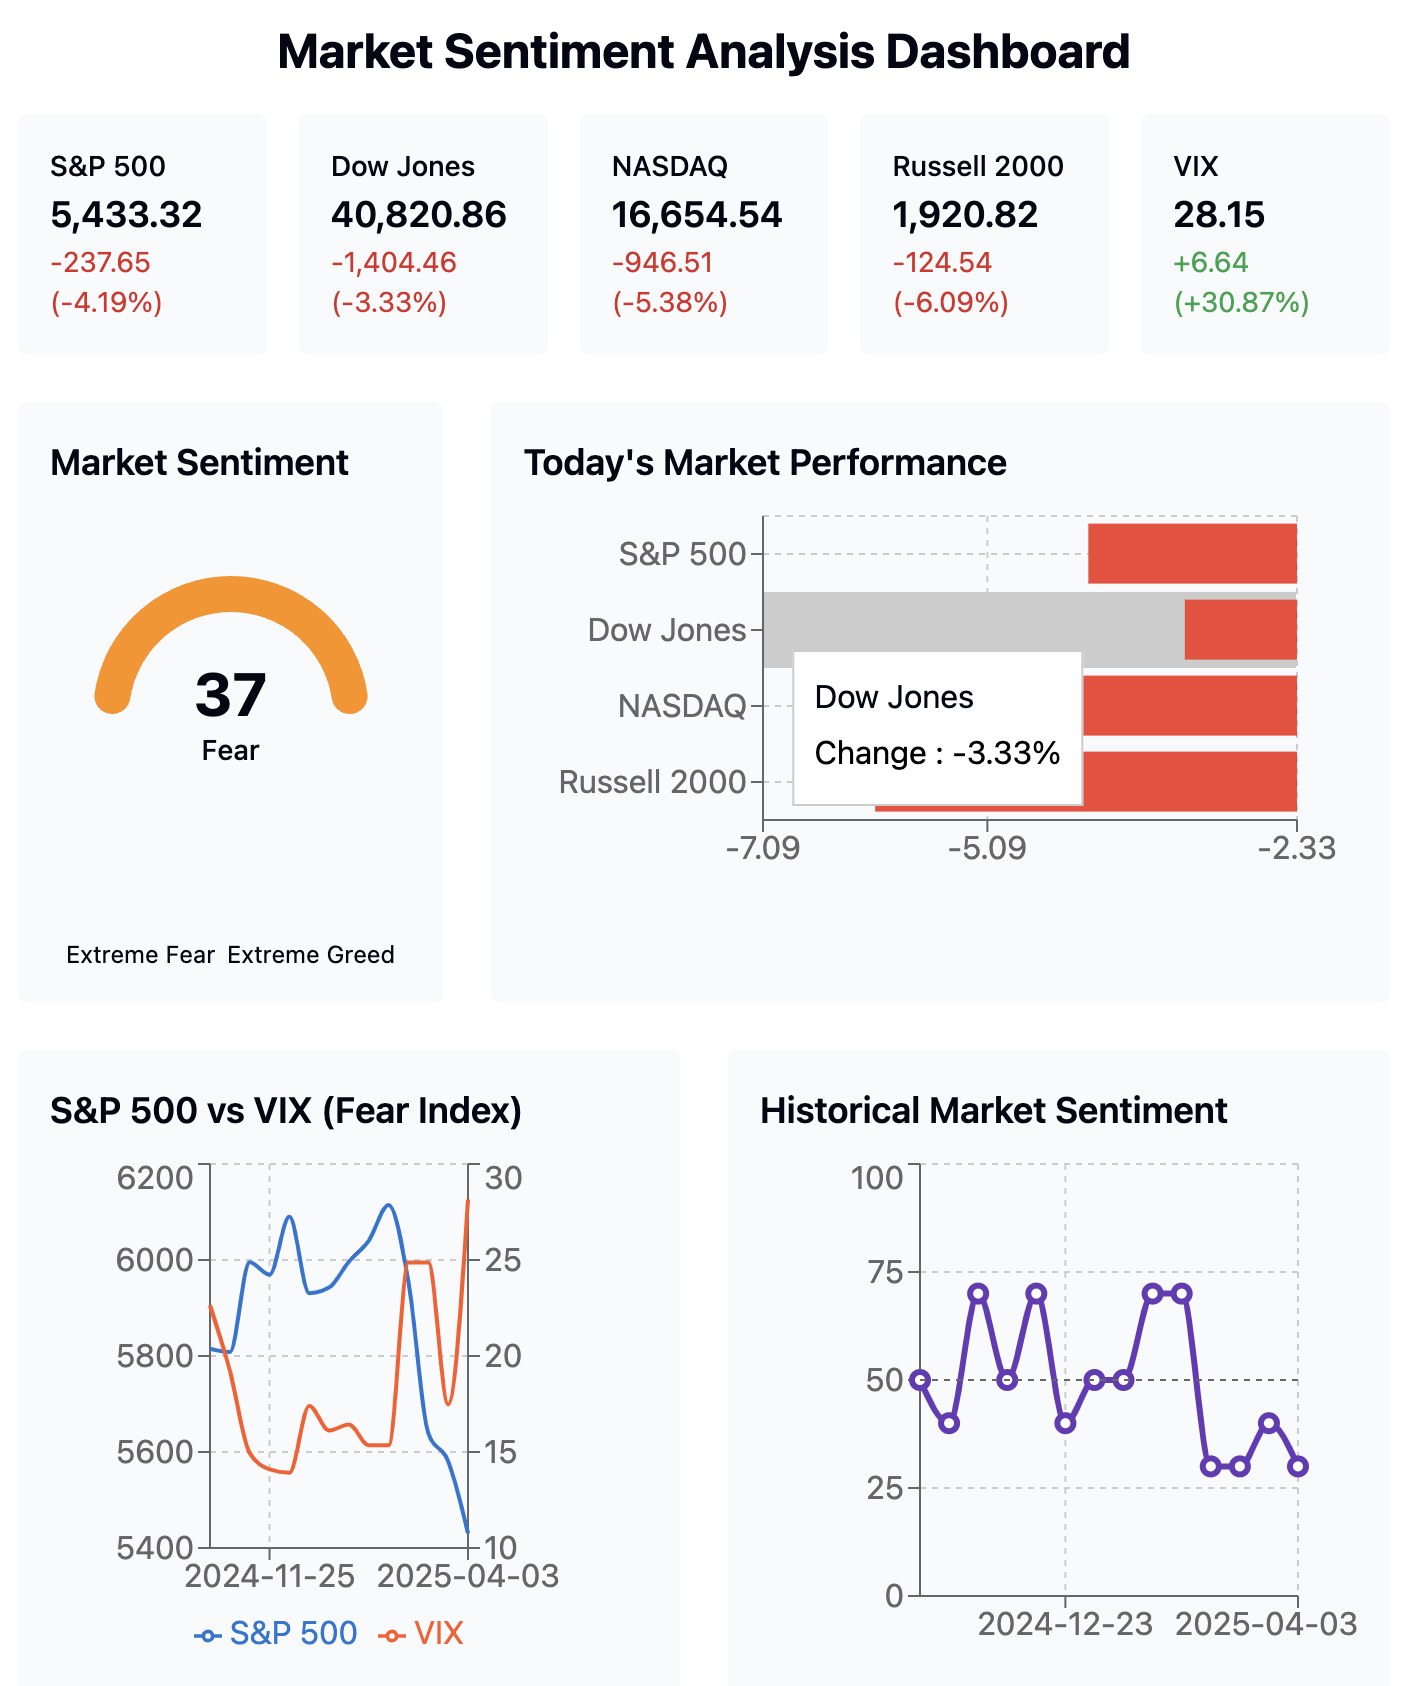 Market Sentiment Analysis Dashboard
S&P 500
5,433.32
-237.65
(-4.19%)
Dow Jones
40,820.86
-1,404.46
(-3.33%)
NASDAQ
16,654.54
-946.51
(-5.38%)
Russell 2000
1,920.82
-124.54
(-6.09%)
VIX
28.15
+6.64
(+30.87%)
Market Sentiment
37
Fear
Extreme Fear Extreme Greed
Today's Market Performance
S&P 500
Dow Jones
NASDAQ
Russell 2000
Dow Jones
Change : -3.33%
-7.09 -5.09 -2.33
S&P 500 vs VIX (Fear Index)
6200 30
6000 25
5800 20
5600 15
5400 10
2024-11-25 2025-04-03
S&P 500 VIX
Historical Market Sentiment
100
75
50
25
0
2024-12-23 2025-04-03